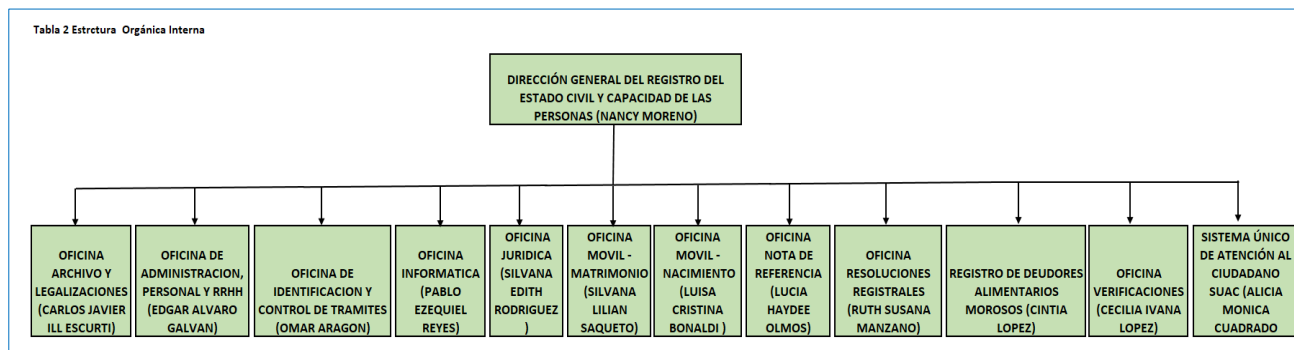 Tabla 2 Estrctura Orgánica Interna
DIRECCIÓN GENERAL DEL REGISTRO DEL
ESTADO CIVIL Y CAPACIDAD DE LAS
PERSONAS (NANCY MORENO)
OFICINA
ARCHIVO Y
LEGALIZACIONES
(CARLOS JAVIER
ILL ESCURTI)
OFICINA DE
ADMINISTRACION,
PERSONAL Y RRHH
(EDGAR ALVARO
GALVAN)
OFICINA DE
IDENTIFICACION Y
CONTROL DE TRAMITES
(OMAR ARAGON)
OFICINA
INFORMATICA
(PABLO
EZEQUIEL
REYES)
OFICINA
JURIDICA
(SILVANA
EDITH
RODRIGUEZ
)
OFICINA
MOVIL -
MATRIMONIO
(SILVANA
LILIAN
SAQUETO)
OFICINA
MOVIL -
NACIMIENTO
(LUISA
CRISTINA
BONALDI )
OFICINA
NOTA DE
REFERENCIA
(LUCIA
HAYDEE
OLMOS)
OFICINA
RESOLUCIONES
REGISTRALES
(RUTH SUSANA
MANZANO)
REGISTRO DE DEUDORES
ALIMENTARIOS
MOROSOS (CINTIA
LOPEZ)
OFICINA
VERIFICACIONES
(CECILIA IVANA
LOPEZ)
SISTEMA ÚNICO
DE ATENCIÓN AL
CIUDADANO
SUAC (ALICIA
MONICA
CUADRADO